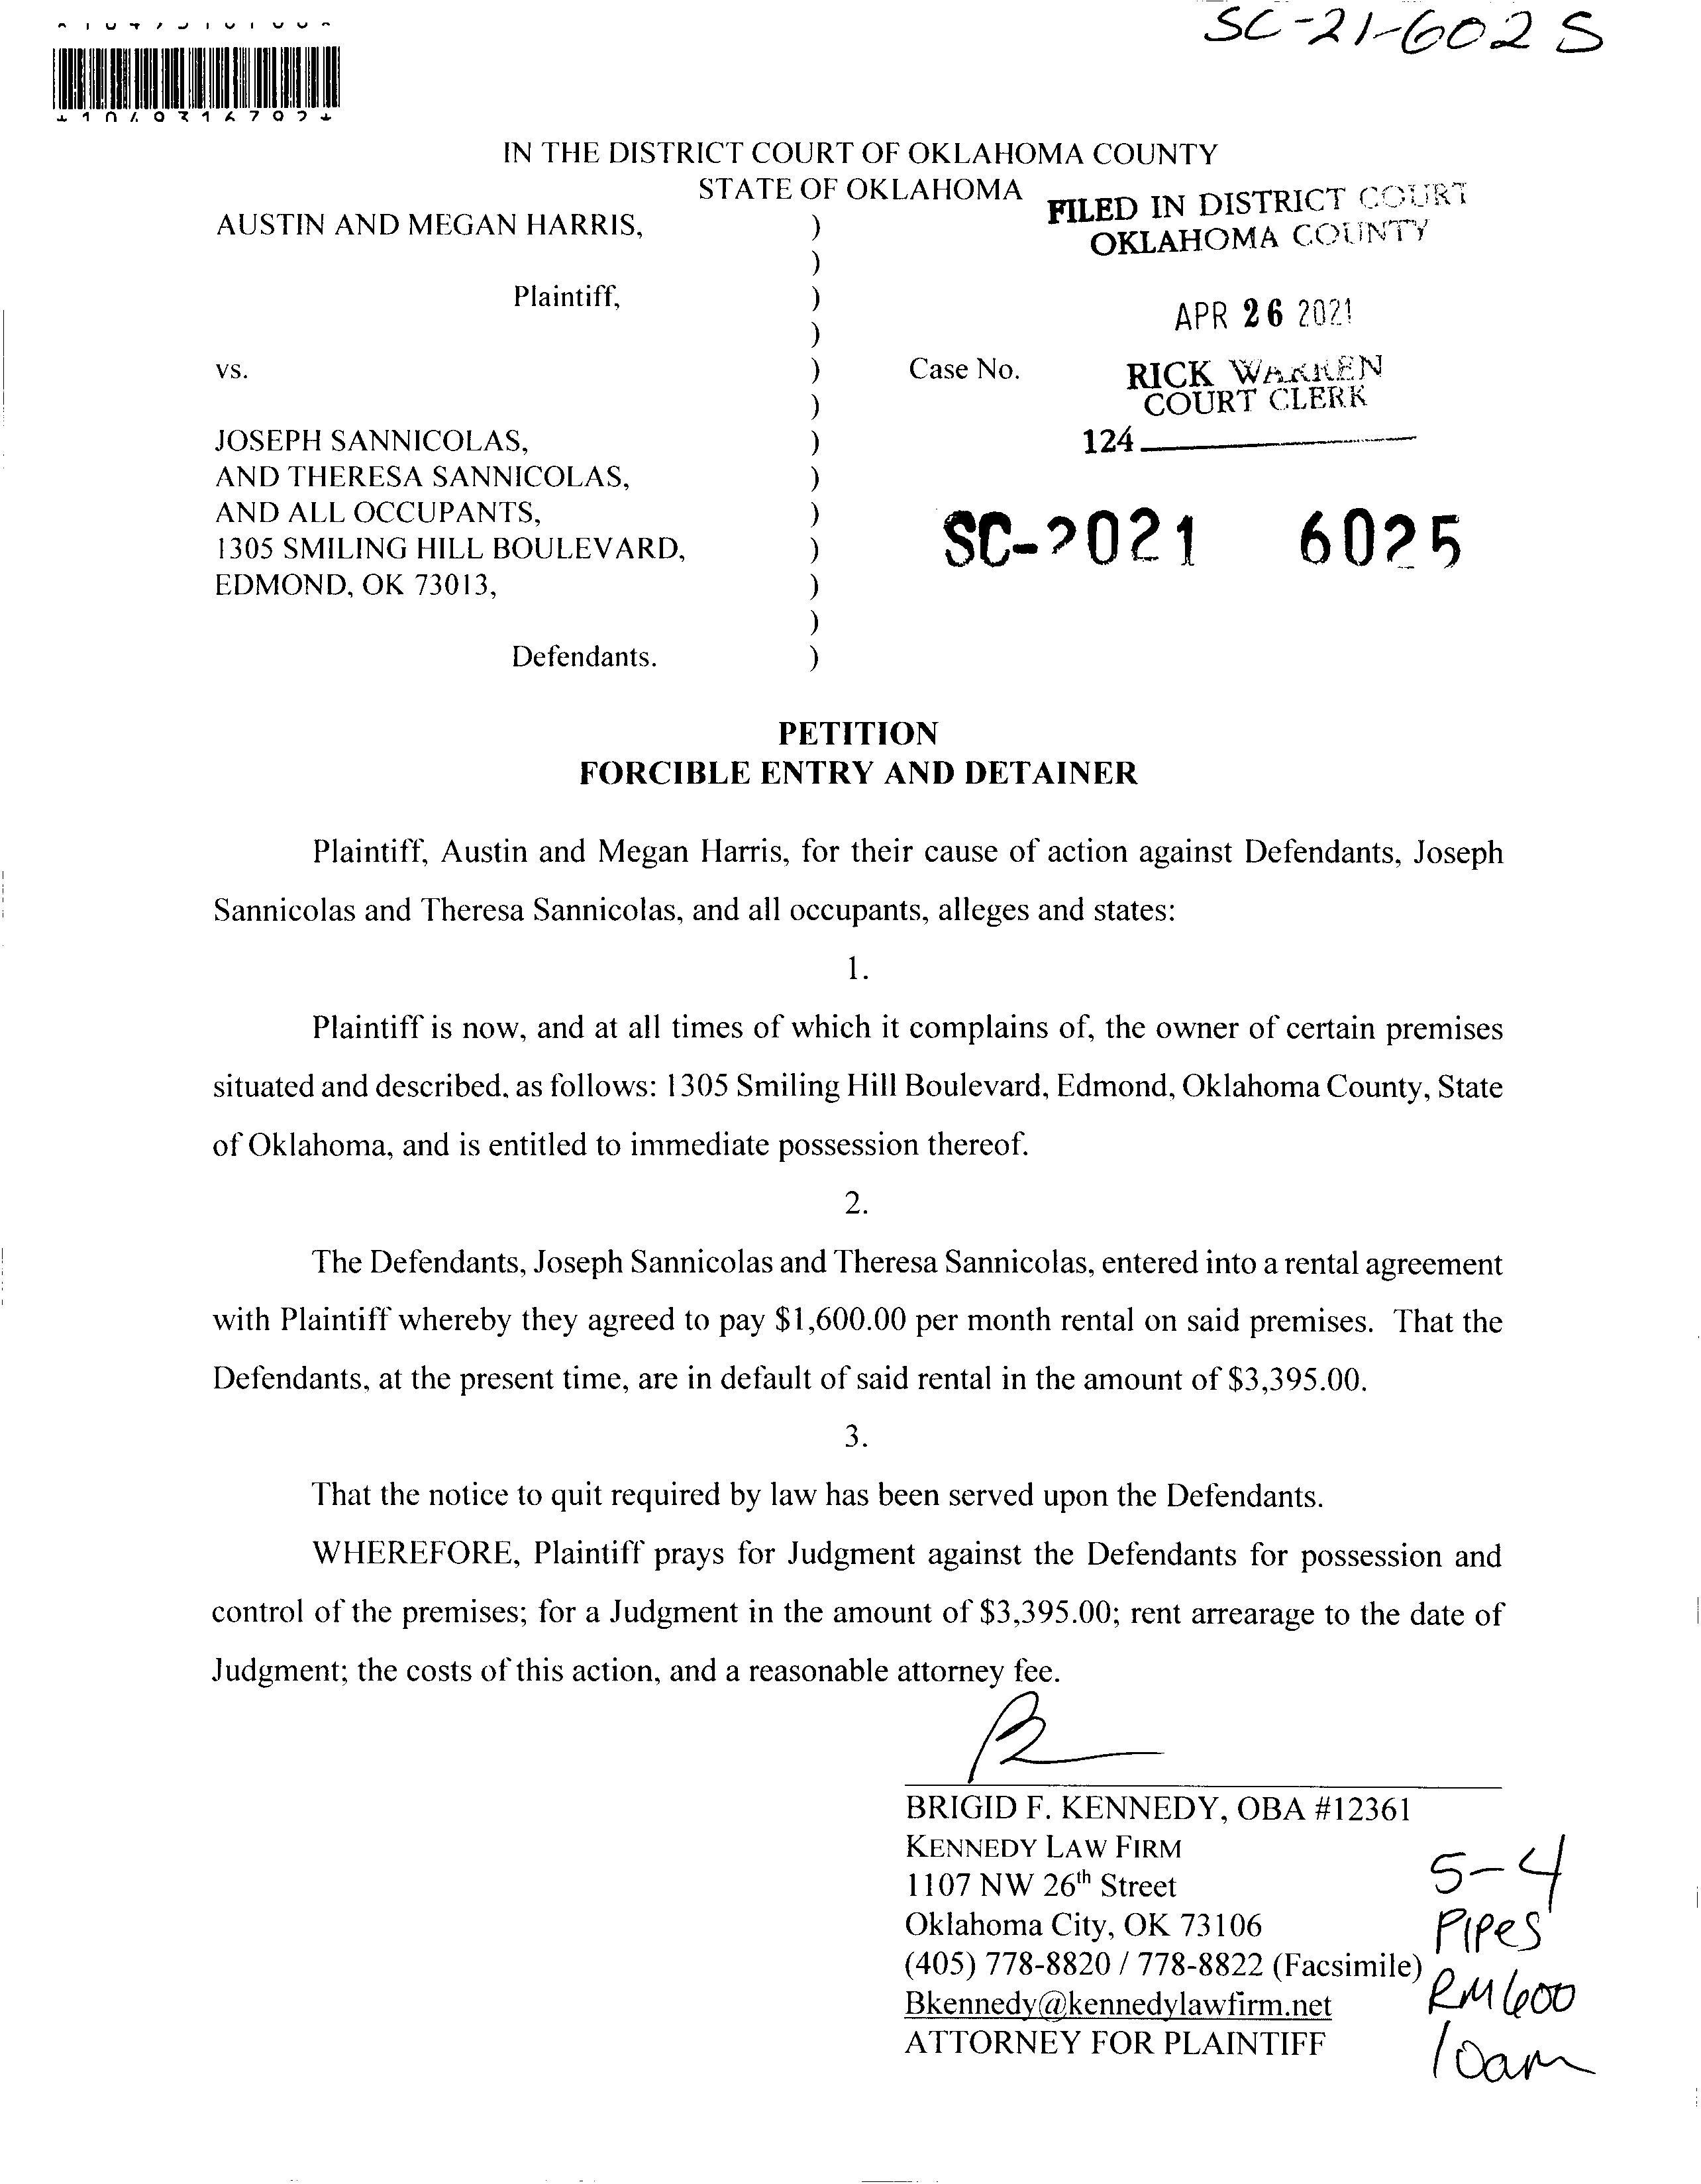 SC-21-6025
IN THE DISTRICT COURT OF OKLAHOMA COUNTY
STATE OF OKLAHOMA
FILED IN DISTRICT COURT
OKLAHOMA COUNTY
AUSTIN AND MEGAN HARRIS, )
)
Plaintiff, )
APR 26 2021
)
vs. ) Case No.
RICK WARREN
COURT CLERK
)
JOSEPH SANNICOLAS, )
124
AND THERESA SANNICOLAS, )
AND ALL OCCUPANTS, )
1305 SMILING HILL BOULEVARD, )
SC-2021 6025
EDMOND, OK 73013, )
)
Defendants. )
PETITION
FORCIBLE ENTRY AND DETAINER
Plaintiff, Austin and Megan Harris, for their cause of action against Defendants, Joseph
Sannicolas and Theresa Sannicolas, and all occupants, alleges and states:
1.
Plaintiff is now, and at all times of which it complains of, the owner of certain premises
situated and described, as follows: 1305 Smiling Hill Boulevard, Edmond, Oklahoma County, State
of Oklahoma, and is entitled to immediate possession thereof.
2.
The Defendants, Joseph Sannicolas and Theresa Sannicolas, entered into a rental agreement
with Plaintiff whereby they agreed to pay $1,600.00 per month rental on said premises. That the
Defendants, at the present time, are in default of said rental in the amount of $3,395.00.
3.
That the notice to quit required by law has been served upon the Defendants.
WHEREFORE, Plaintiff prays for Judgment against the Defendants for possession and
control of the premises; for a Judgment in the amount of $3,395.00; rent arrearage to the date of
Judgment; the costs of this action, and a reasonable attorney fee.
BRIGID F. KENNEDY, OBA #12361
KENNEDY LAW FIRM
1107 NW 26th Street
Oklahoma City, OK 73106
(405) 778-8820 / 778-8822 (Facsimile)
Bkennedy@kennedylawfirm.net
ATTORNEY FOR PLAINTIFF
5-4
PIPES
RM 600
10am